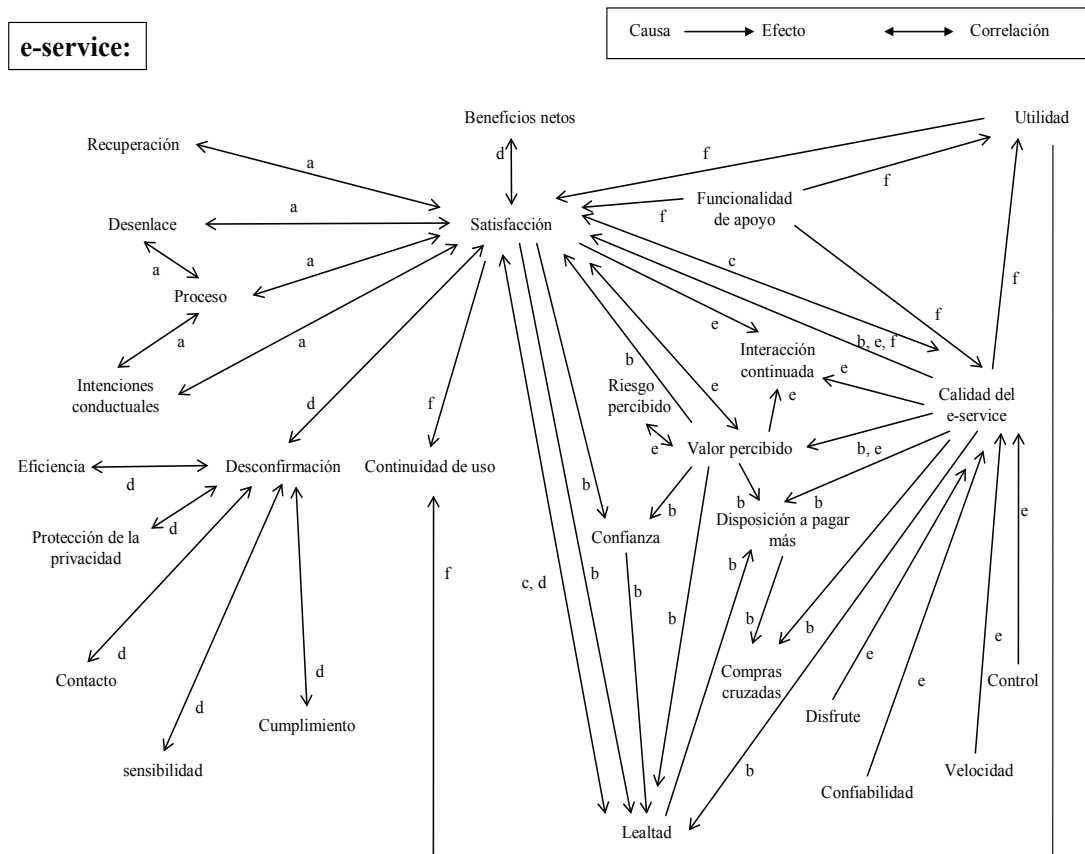 e-service:
Causa Efecto Correlación
Beneficios netos
Utilidad
Recuperación
d
a
f
Funcionalidad
de apoyo
f
f
a
Desenlace
Satisfacción
a
a
c
Proceso
f
f
a
a
e
b, e, f
Interacción
continuada
b
Intenciones
conductuales
Riesgo
percibido
e
e
e
Calidad del
e-service
d
f
Eficiencia
d
Desconfirmación
Continuidad de uso
e
Valor percibido
b, e
b
b
b
b
d
Protección de la
privacidad
Confianza
Disposición a pagar
más
e
f
c, d
b
b
b
b
b
b
e
e
d
d
Contacto
Compras
cruzadas
e
Control
d
Cumplimiento
Disfrute
sensibilidad
b
Velocidad
Confiabilidad
Lealtad